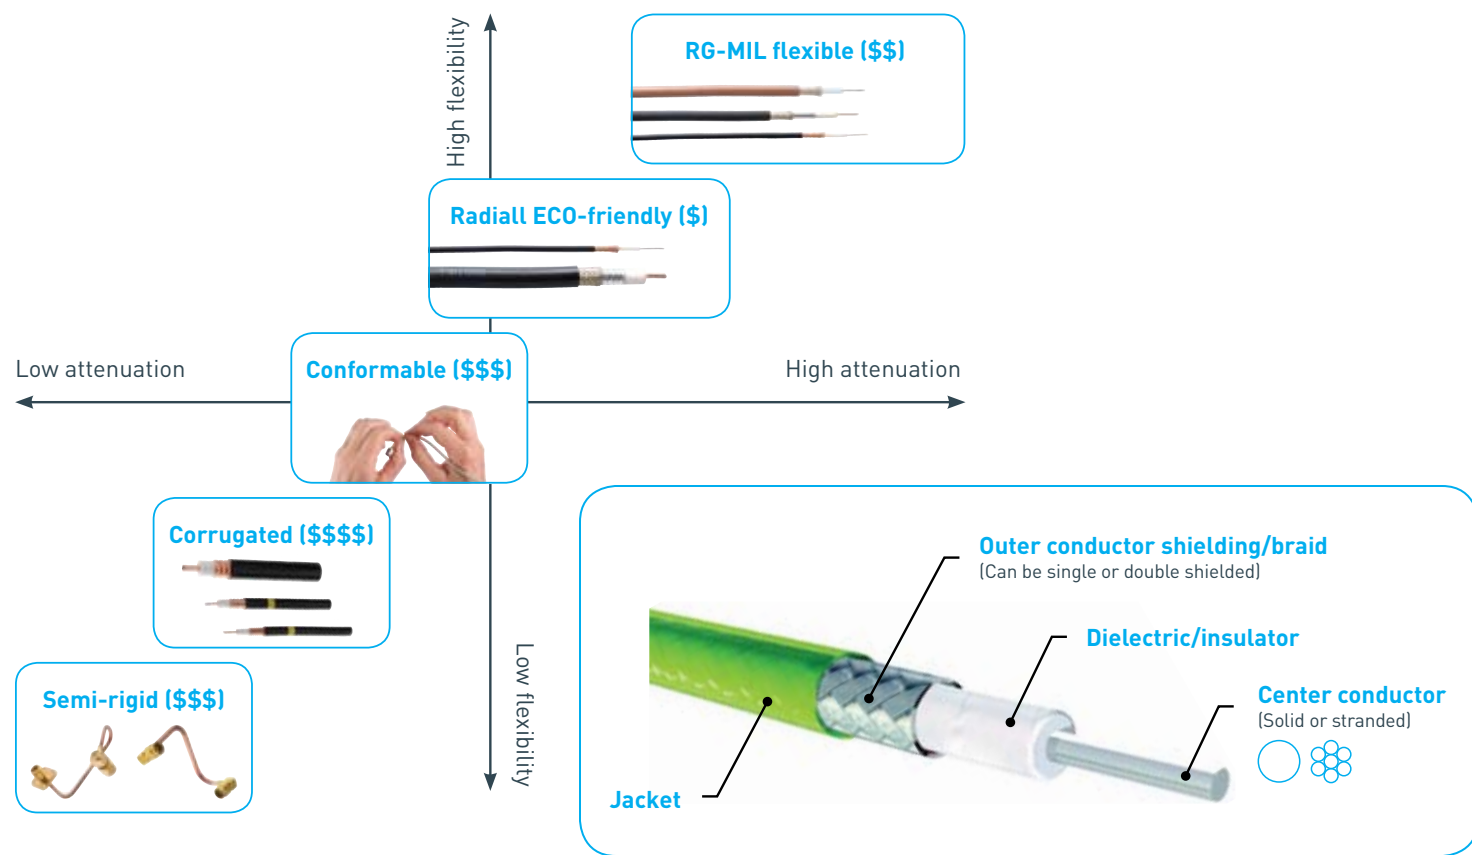 High flexibility
RG-MIL flexible ($$)
Radiall ECO-friendly ($)
Low attenuation
Conformable ($$$)
High attenuation
Corrugated ($$$$)
Semi-rigid ($$$)
Low flexibility
Outer conductor shielding/braid
(Can be single or double shielded)
Dielectric/insulator
Center conductor
(Solid or stranded)
Jacket